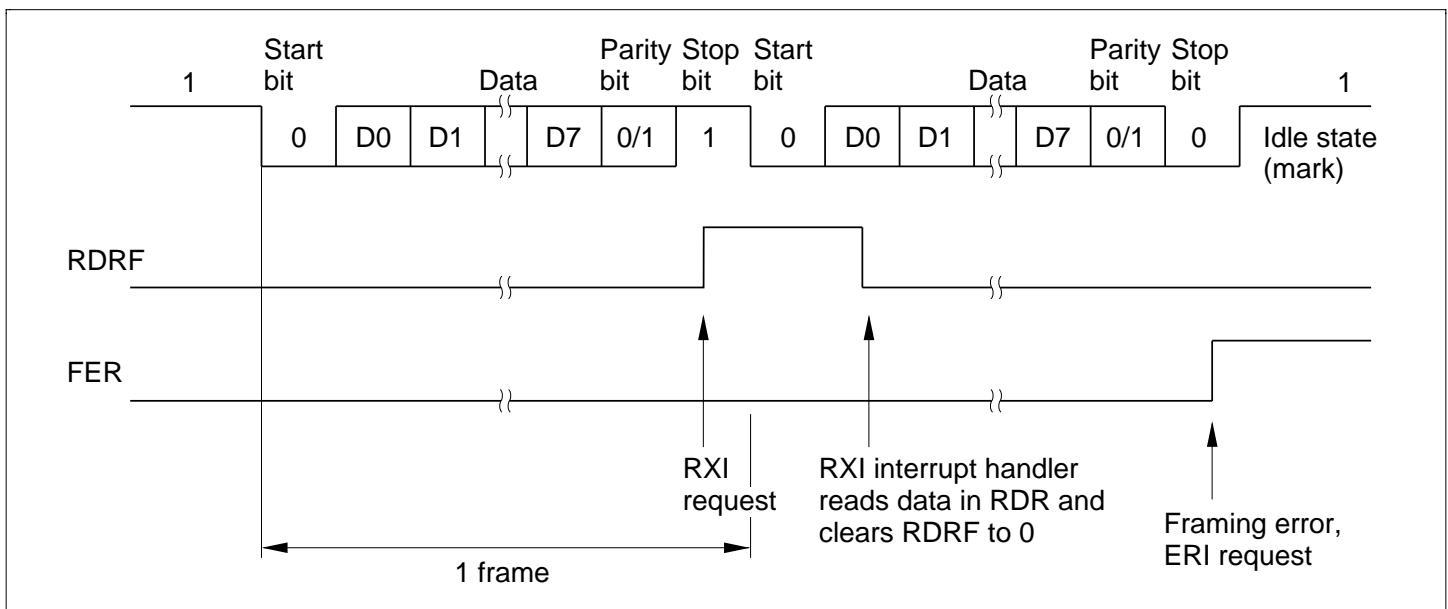 Start Parity Stop Start Parity Stop
1 bit Data bit bit bit Data bit bit 1
0 D0 D1 D7 0/1 1 0 D0 D1 D7 0/1 0 Idle state
(mark)
RDRF
FER
RXI
request
RXI interrupt handler
reads data in RDR and
clears RDRF to 0
Framing error,
ERI request
1 frame